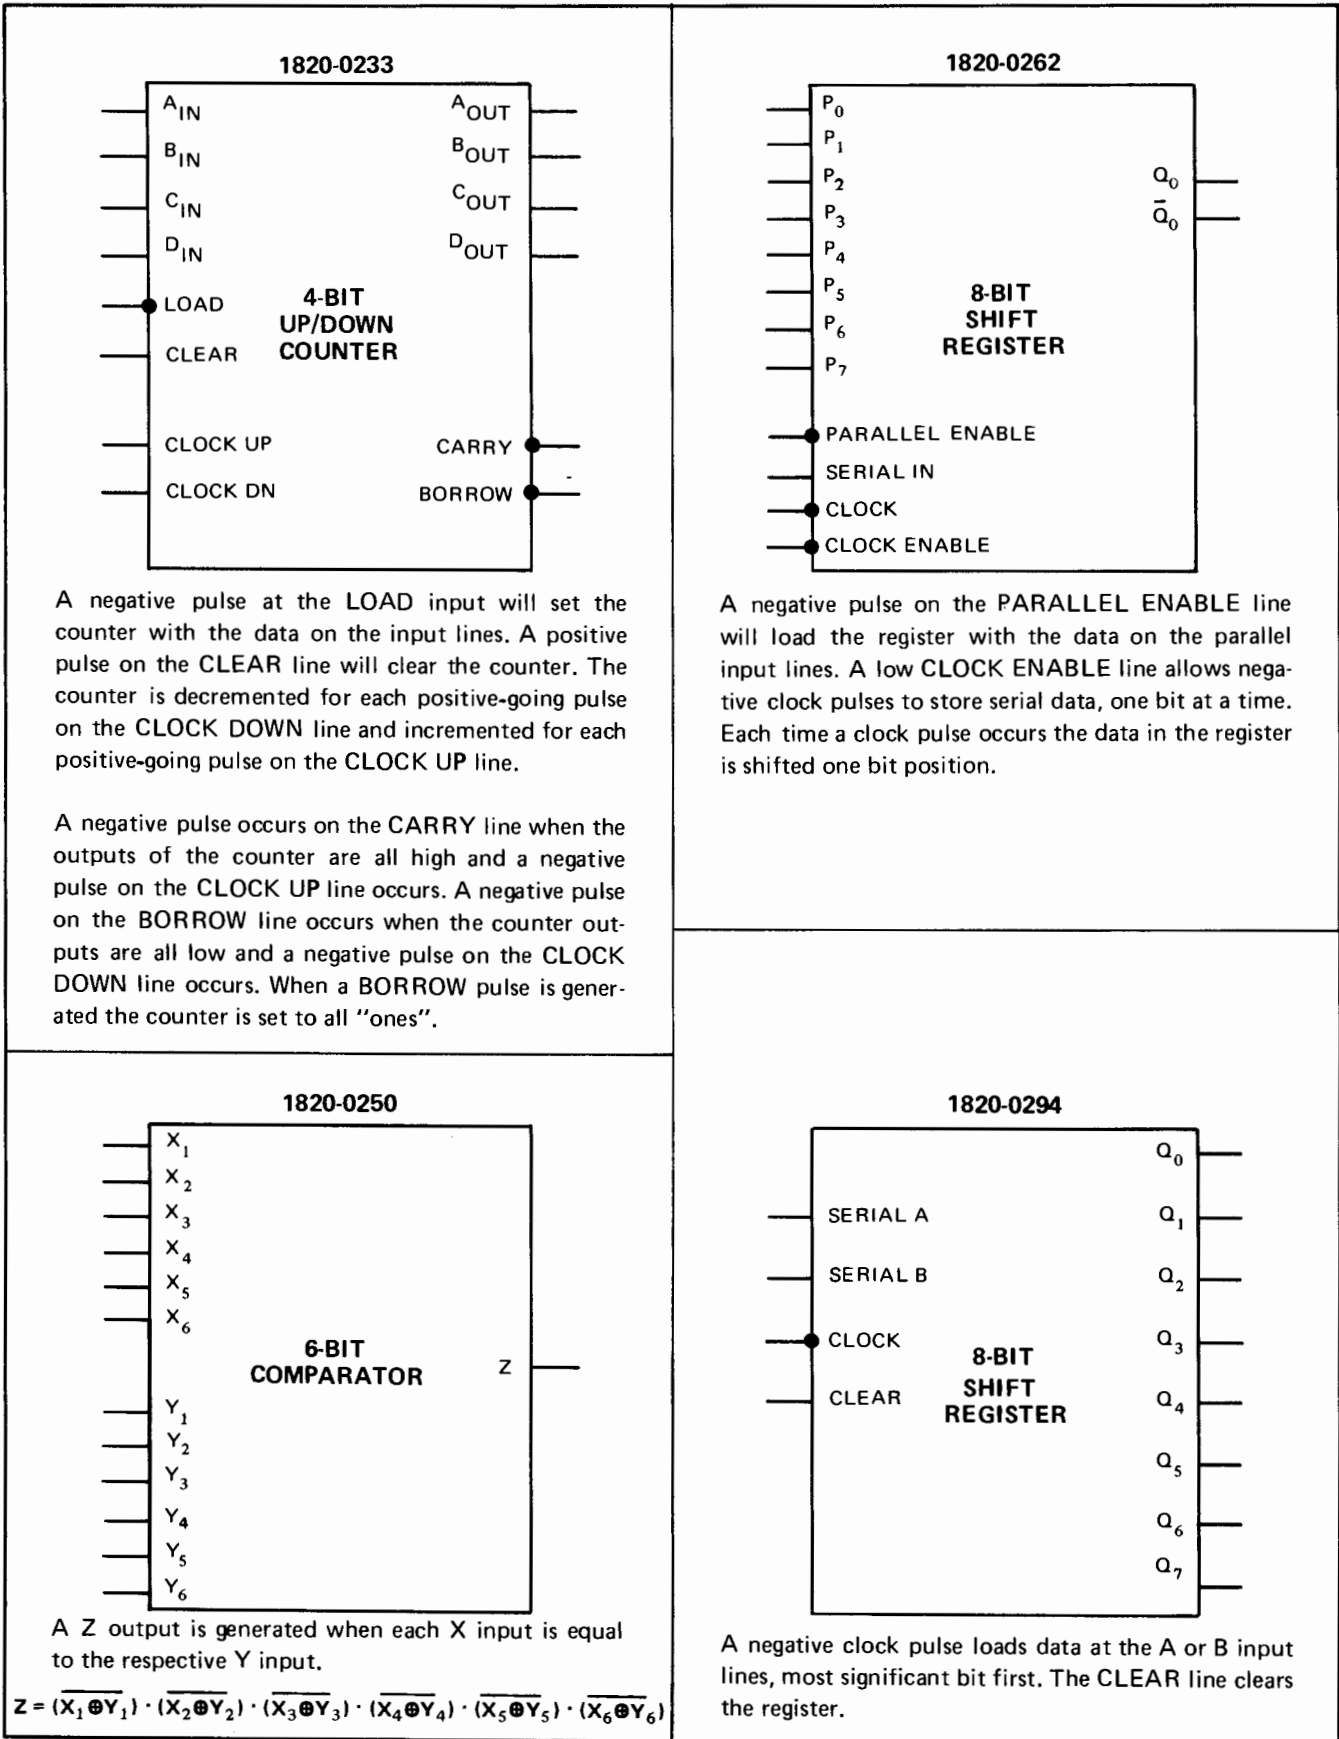 1820-0233
A_IN A_OUT
B_IN B_OUT
C_IN C_OUT
D_IN D_OUT
LOAD
CLEAR
4-BIT
UP/DOWN
COUNTER
CLOCK UP CARRY
CLOCK DN BORROW
A negative pulse at the LOAD input will set the
counter with the data on the input lines. A positive
pulse on the CLEAR line will clear the counter. The
counter is decremented for each positive-going pulse
on the CLOCK DOWN line and incremented for each
positive-going pulse on the CLOCK UP line.
A negative pulse occurs on the CARRY line when the
outputs of the counter are all high and a negative
pulse on the CLOCK UP line occurs. A negative pulse
on the BORROW line occurs when the counter out-
puts are all low and a negative pulse on the CLOCK
DOWN line occurs. When a BORROW pulse is gener-
ated the counter is set to all "ones".
1820-0262
P₀
P₁
P₂
P₃
P₄
P₅
P₆
P₇
Q₀
Q̅₀
8-BIT
SHIFT
REGISTER
PARALLEL ENABLE
SERIAL IN
CLOCK
CLOCK ENABLE
A negative pulse on the PARALLEL ENABLE line
will load the register with the data on the parallel
input lines. A low CLOCK ENABLE line allows nega-
tive clock pulses to store serial data, one bit at a time.
Each time a clock pulse occurs the data in the register
is shifted one bit position.
1820-0250
X₁
X₂
X₃
X₄
X₅
X₆
6-BIT
COMPARATOR
Z
Y₁
Y₂
Y₃
Y₄
Y₅
Y₆
A Z output is generated when each X input is equal
to the respective Y input.
Z = (\overline{X₁⊕Y₁}) · (\overline{X₂⊕Y₂}) · (\overline{X₃⊕Y₃}) · (\overline{X₄⊕Y₄}) · (\overline{X₅⊕Y₅}) · (\overline{X₆⊕Y₆})
1820-0294
SERIAL A
SERIAL B
CLOCK
CLEAR
8-BIT
SHIFT
REGISTER
Q₀
Q₁
Q₂
Q₃
Q₄
Q₅
Q₆
Q₇
A negative clock pulse loads data at the A or B input
lines, most significant bit first. The CLEAR line clears
the register.